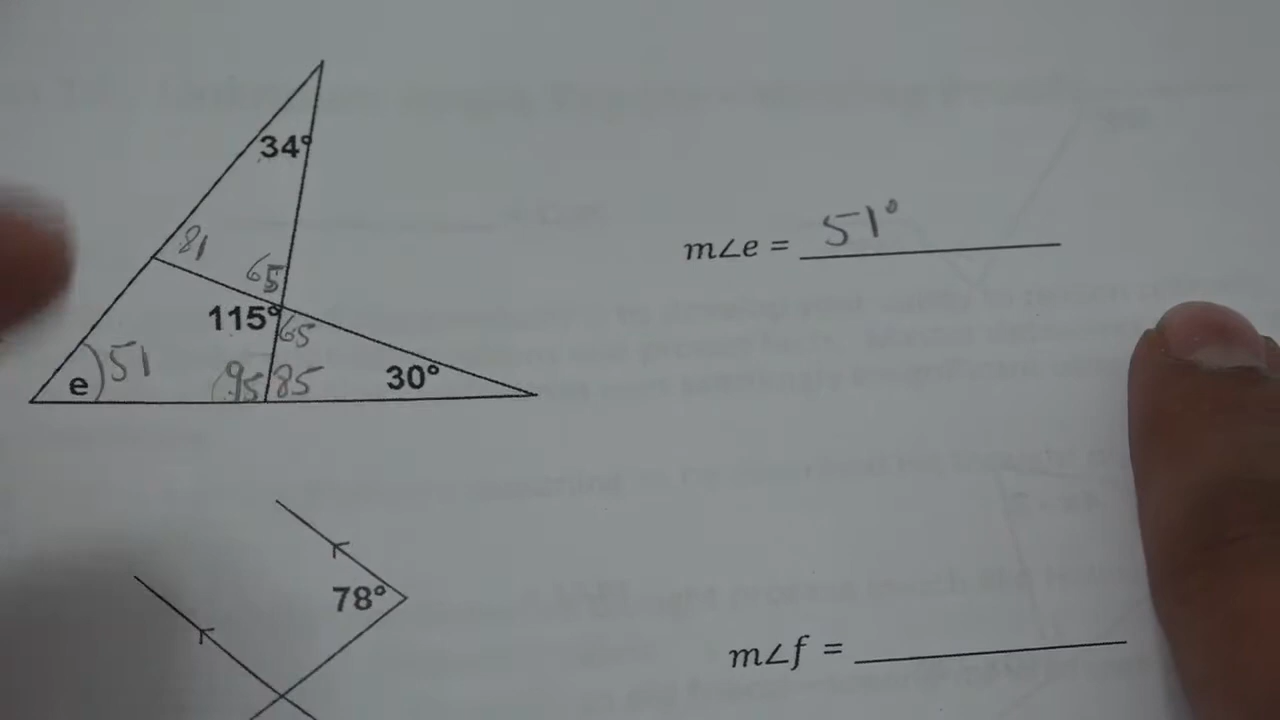 34°
81
65
m∠e = 51°
115°
65
e 51
95 85
30°
78°
m∠f =